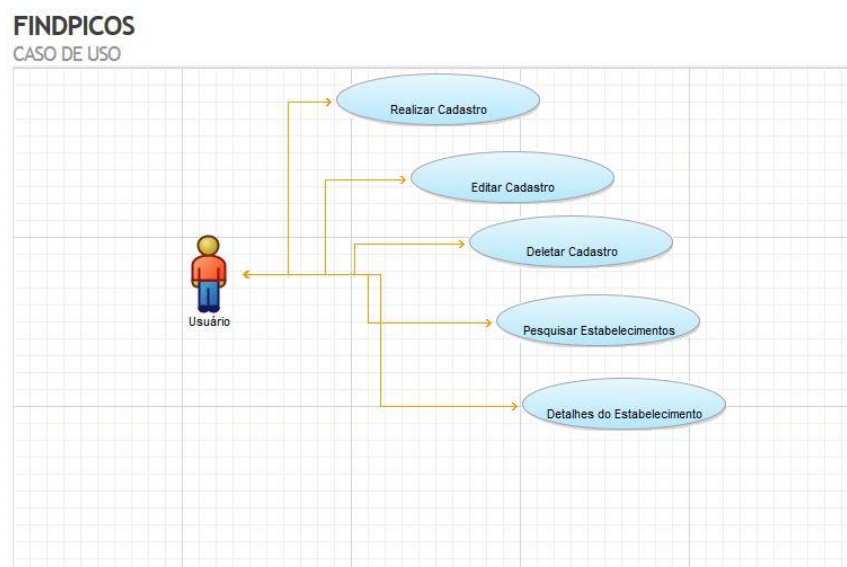 FINDPICOS
CASO DE USO
Realizar Cadastro
Editar Cadastro
Deletar Cadastro
Usuário
Pesquisar Estabelecimentos
Detalhes do Estabelecimento